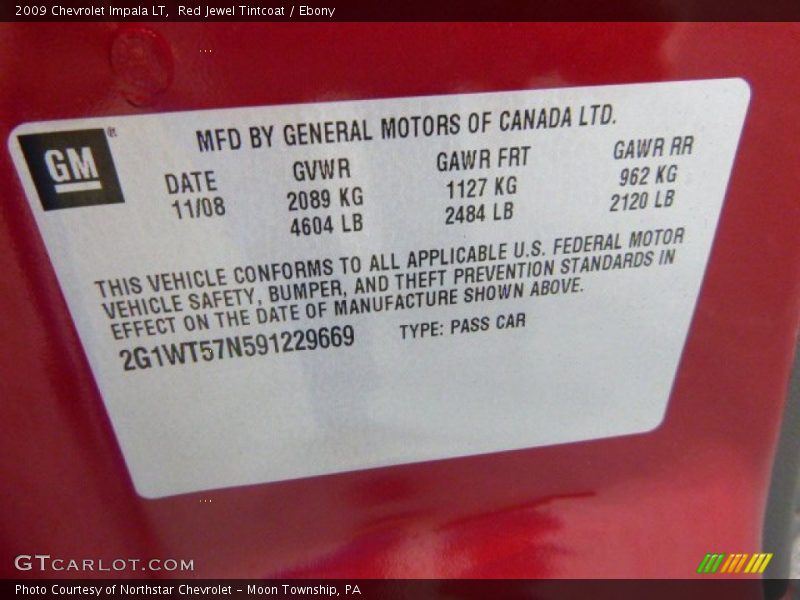 2009 Chevrolet Impala LT,  Red Jewel Tintcoat / Ebony
MFD BY GENERAL MOTORS OF CANADA LTD.
GM®
DATE GVWR GAWR FRT GAWR RR
11/08 2089 KG 1127 KG 962 KG
4604 LB 2484 LB 2120 LB
THIS VEHICLE CONFORMS TO ALL APPLICABLE U.S. FEDERAL MOTOR
VEHICLE SAFETY, BUMPER, AND THEFT PREVENTION STANDARDS IN
EFFECT ON THE DATE OF MANUFACTURE SHOWN ABOVE.
2G1WT57N591229669 TYPE: PASS CAR
GTCARLOT.COM
Photo Courtesy of Northstar Chevrolet - Moon Township, PA